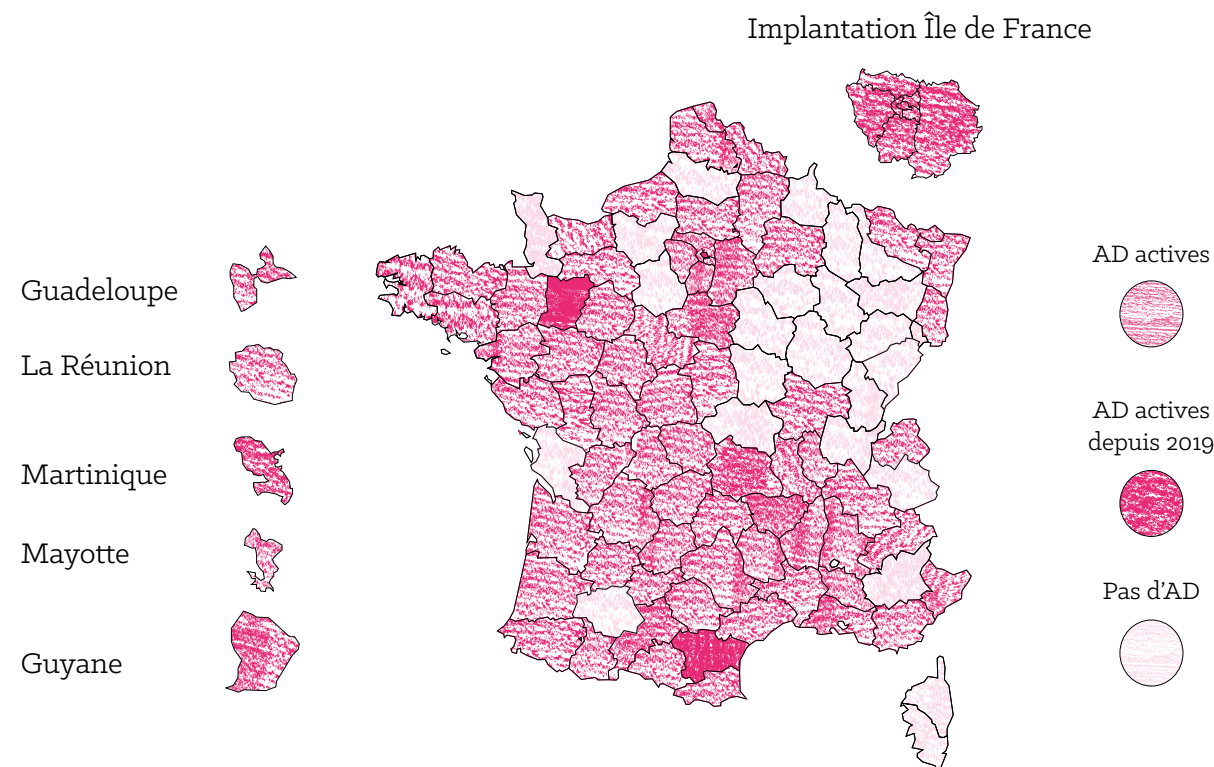 Implantation Île de France
Guadeloupe
La Réunion
Martinique
Mayotte
Guyane
AD actives
AD actives
depuis 2019
Pas d’AD